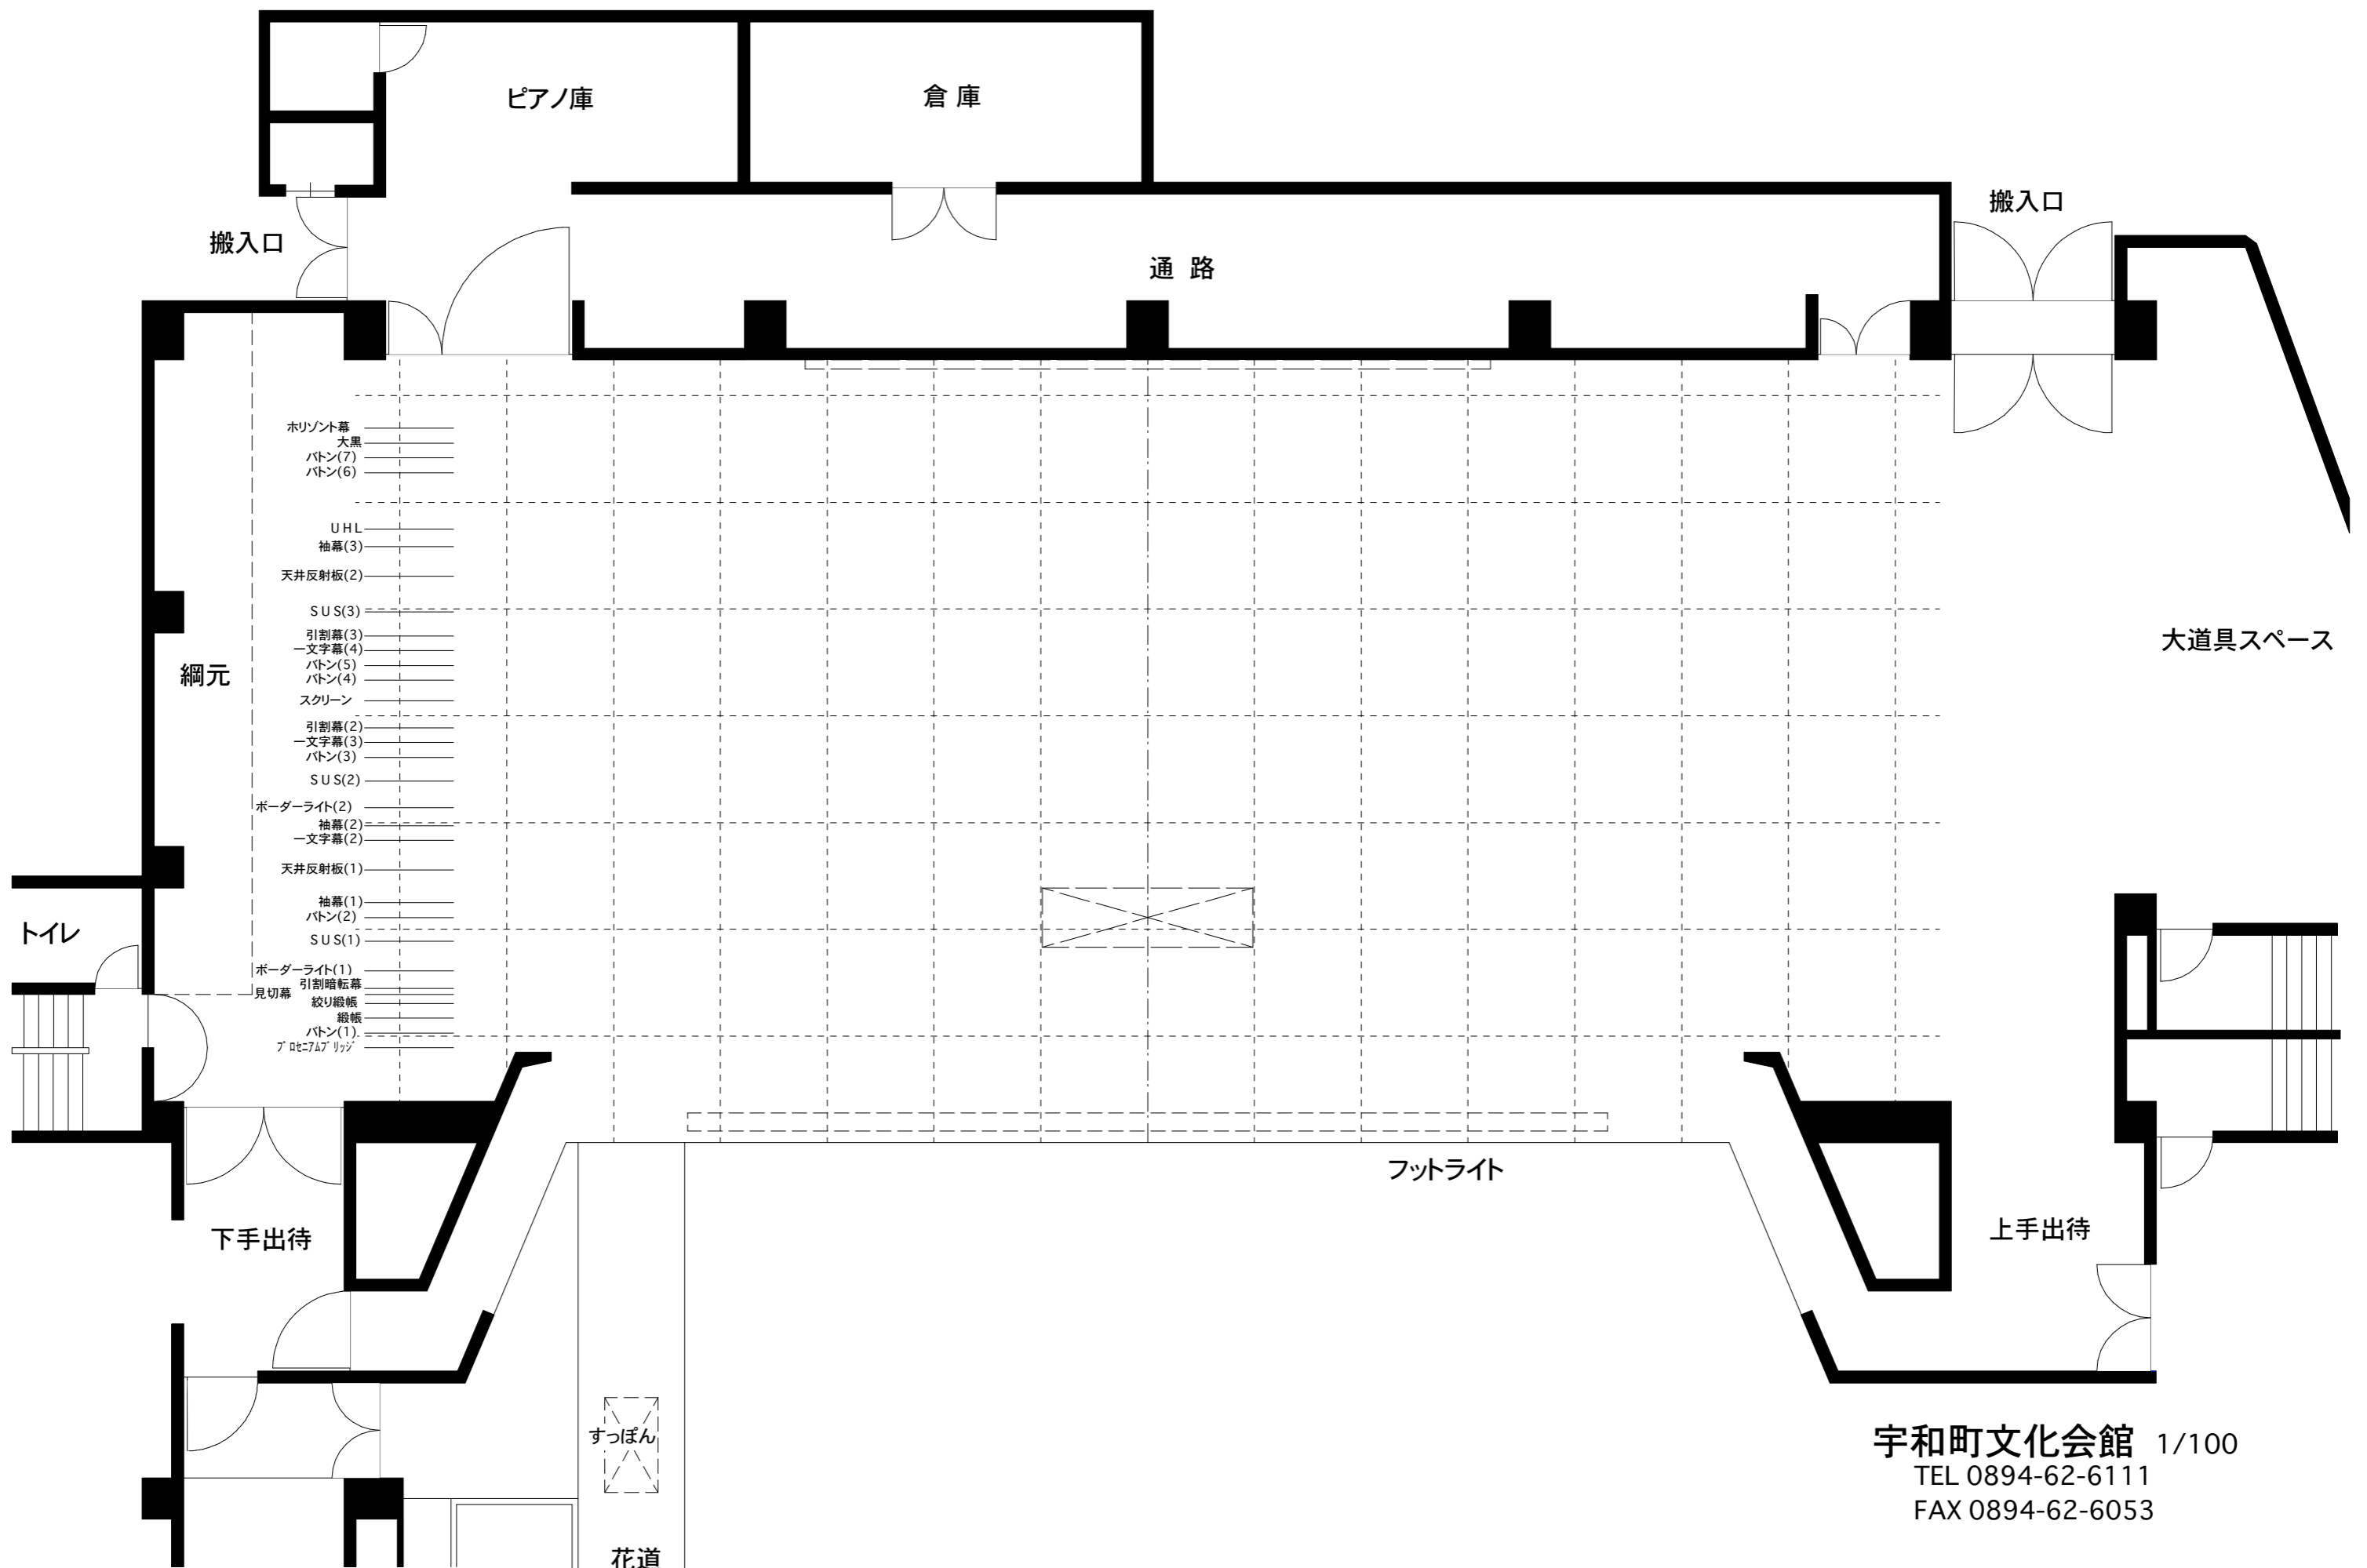 ピアノ庫
倉 庫
搬入口
搬入口
通 路
ホリゾント幕
大黒
バトン(7)
バトン(6)
UHL
袖幕(3)
天井反射板(2)
SUS(3)
引割幕(3)
一文字幕(4)
バトン(5)
バトン(4)
スクリーン
引割幕(2)
一文字幕(3)
バトン(3)
SUS(2)
ボーダーライト(2)
袖幕(2)
一文字幕(2)
天井反射板(1)
袖幕(1)
バトン(2)
SUS(1)
ボーダーライト(1)
引割暗転幕
見切幕
絞り緞帳
緞帳
バトン(1)
プロセニアムブリッジ
綱元
大道具スペース
トイレ
フットライト
下手出待
上手出待
すっぽん
花道
宇和町文化会館 1/100
TEL 0894-62-6111
FAX 0894-62-6053